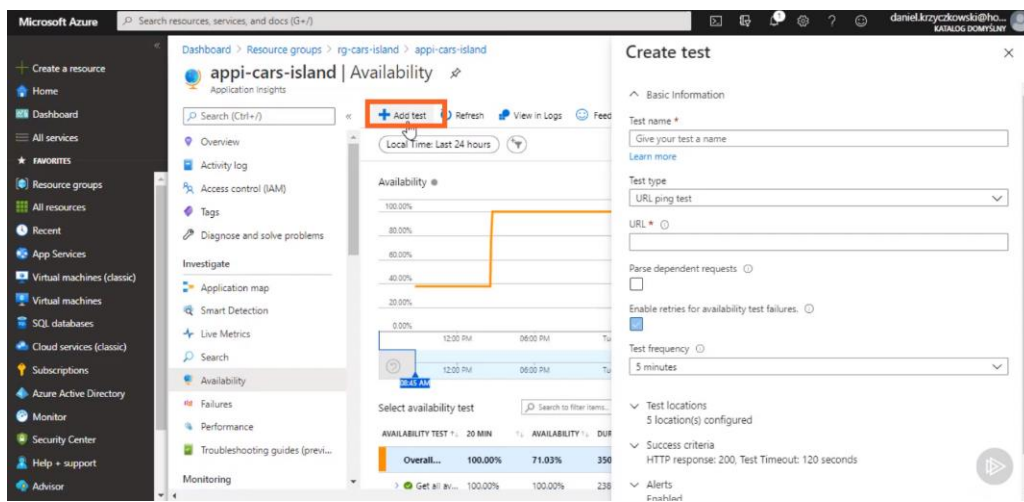 Microsoft Azure
Search resources, services, and docs (G+/)
daniel.krzyczkowski@ho...
KATALOG DOMYŚLNY
Create a resource
Home
Dashboard
All services
FAVORITES
Resource groups
All resources
Recent
App Services
Virtual machines (classic)
Virtual machines
SQL databases
Cloud services (classic)
Subscriptions
Azure Active Directory
Monitor
Security Center
Help + support
Advisor
Dashboard > Resource groups > rg-cars-island > appi-cars-island
appi-cars-island | Availability
Application Insights
Search (Ctrl+/)
Overview
Activity log
Access control (IAM)
Tags
Diagnose and solve problems
Investigate
Application map
Smart Detection
Live Metrics
Search
Availability
Failures
Performance
Troubleshooting guides (previ...
Monitoring
Add test
Refresh
View in Logs
Feed
Local Time: Last 24 hours
Availability
100.00%
80.00%
60.00%
40.00%
20.00%
0.00%
12:00 PM 06:00 PM Tu
12:00 PM 06:00 PM Tu
08:45 AM
Select availability test
Search to filter items...
AVAILABILITY TEST 20 MIN AVAILABILITY DUR
Overall... 100.00% 71.03% 350
Get all av... 100.00% 100.00% 238
Create test
Basic Information
Test name *
Give your test a name
Learn more
Test type
URL ping test
URL *
Parse dependent requests
Enable retries for availability test failures.
Test frequency
5 minutes
Test locations
5 location(s) configured
Success criteria
HTTP response: 200, Test Timeout: 120 seconds
Alerts
Enabled